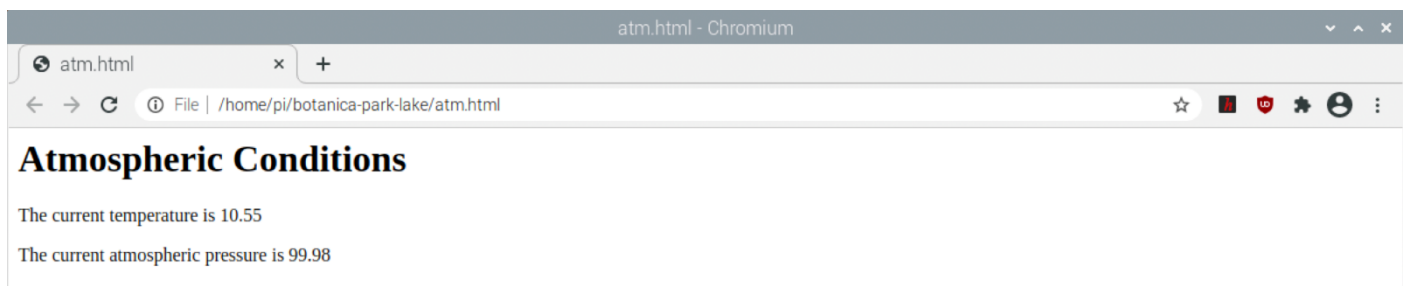 atm.html - Chromium
atm.html
File | /home/pi/botanica-park-lake/atm.html
Atmospheric Conditions
The current temperature is 10.55
The current atmospheric pressure is 99.98